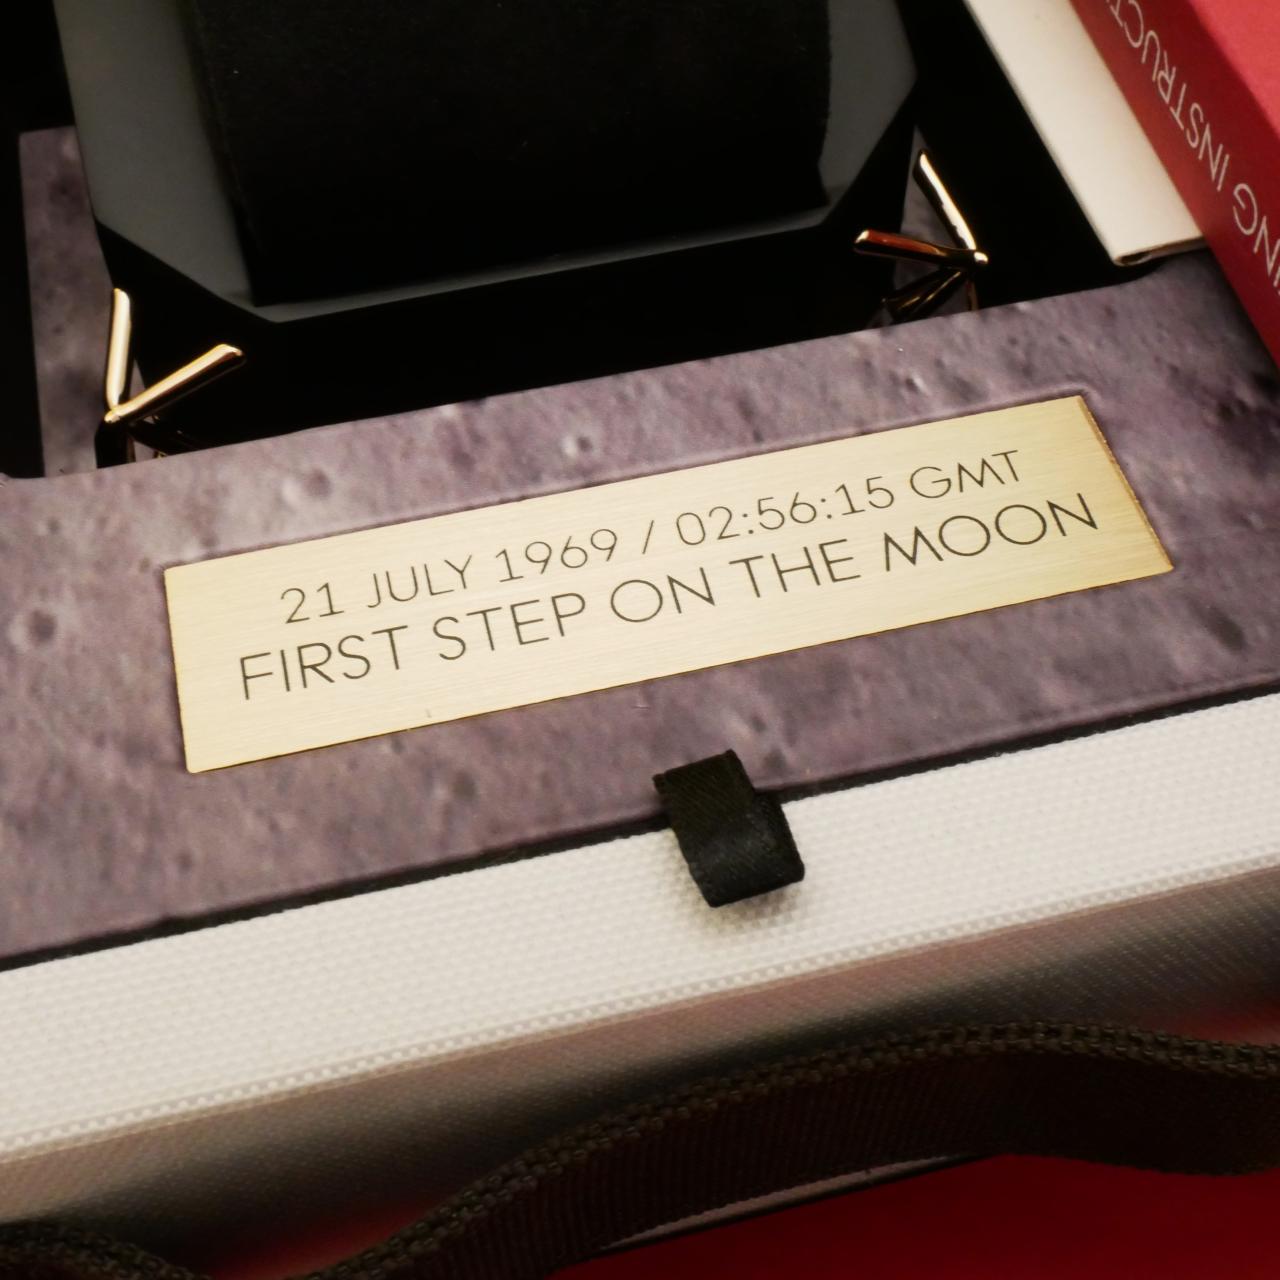 21 JULY 1969 / 02:56:15 GMT
FIRST STEP ON THE MOON